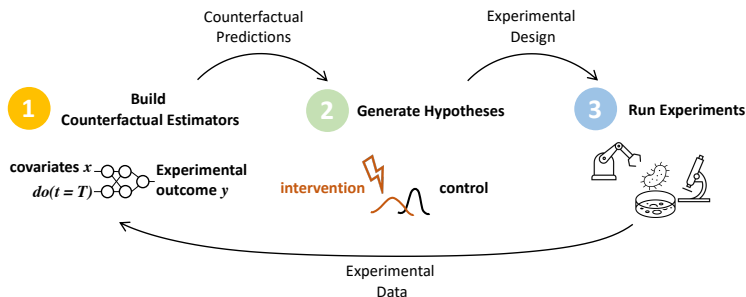 Counterfactual
Predictions
Experimental
Design
1
Build
Counterfactual Estimators
2
Generate Hypotheses
3
Run Experiments
covariates x
do(t = T)
Experimental
outcome y
intervention
control
Experimental
Data